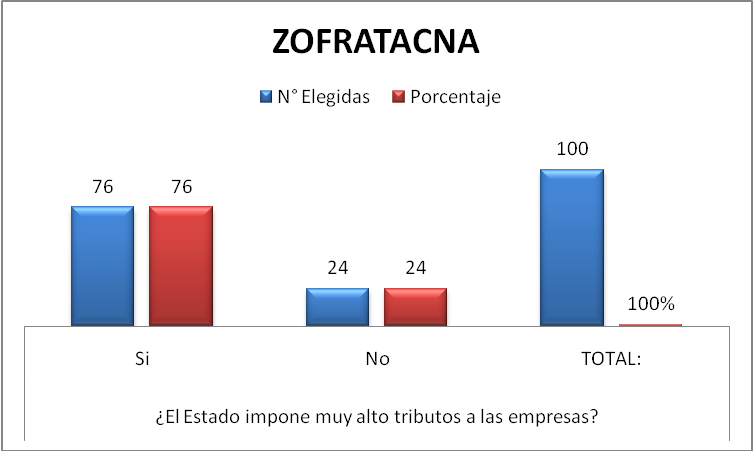 ZOFRATACNA
N° Elegidas Porcentaje
76 76 24 24 100 100%
Si No TOTAL:
¿El Estado impone muy alto tributos a las empresas?